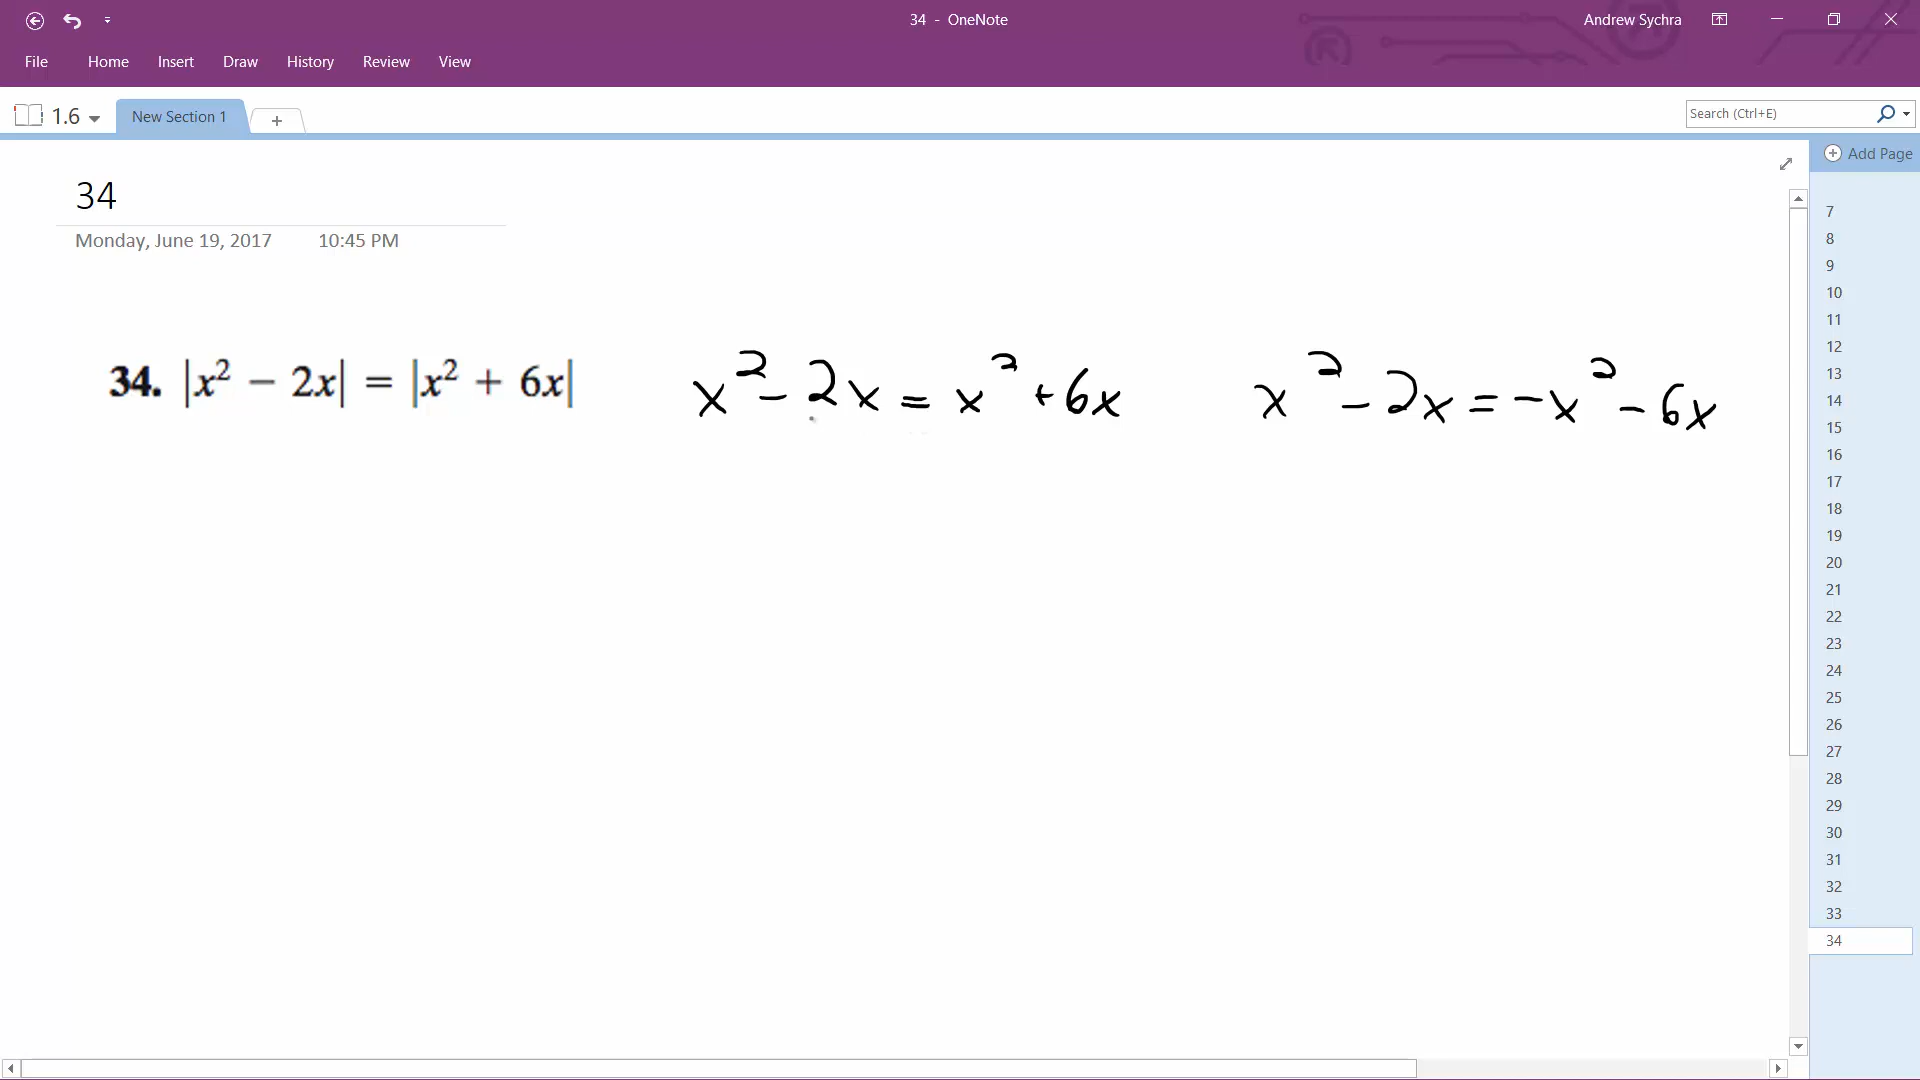 34 - OneNote
Andrew Sychra
File Home Insert Draw History Review View
1.6 New Section 1 +
Search (Ctrl+E)
Add Page
34
Monday, June 19, 2017 10:45 PM
34. |x² − 2x| = |x² + 6x|
x² - 2x = x² + 6x
x² - 2x = -x² - 6x
7
8
9
10
11
12
13
14
15
16
17
18
19
20
21
22
23
24
25
26
27
28
29
30
31
32
33
34